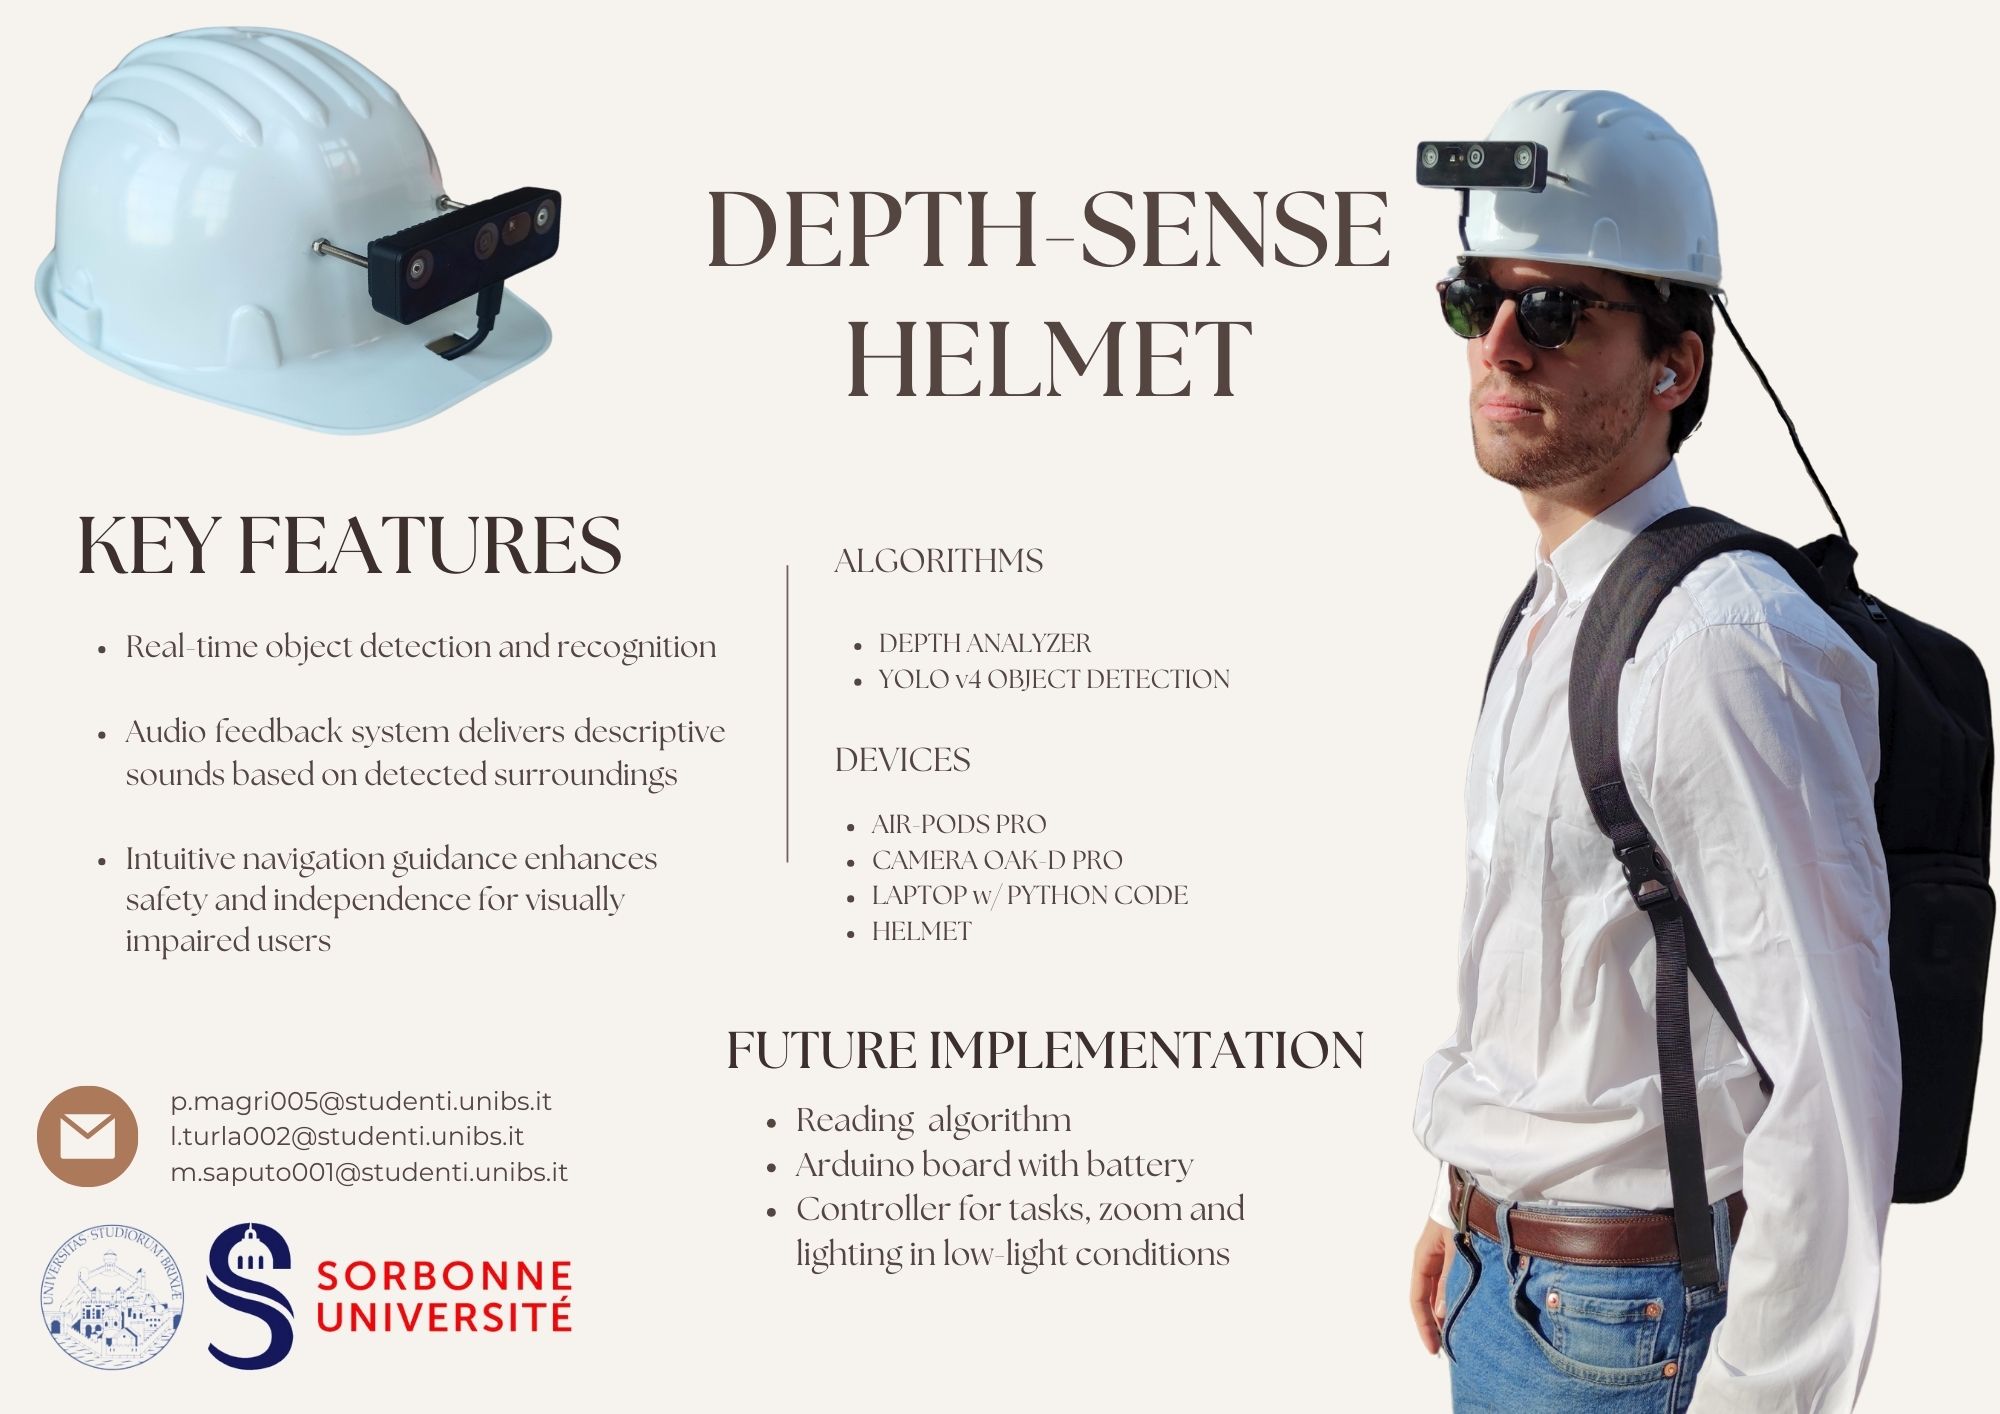 DEPTH-SENSE
HELMET
KEY FEATURES
• Real-time object detection and recognition
• Audio feedback system delivers descriptive
sounds based on detected surroundings
• Intuitive navigation guidance enhances
safety and independence for visually
impaired users
ALGORITHMS
• DEPTH ANALYZER
• YOLO v4 OBJECT DETECTION
DEVICES
• AIR-PODS PRO
• CAMERA OAK-D PRO
• LAPTOP w/ PYTHON CODE
• HELMET
FUTURE IMPLEMENTATION
• Reading algorithm
• Arduino board with battery
• Controller for tasks, zoom and
lighting in low-light conditions
p.magri005@studenti.unibs.it
l.turla002@studenti.unibs.it
m.saputo001@studenti.unibs.it
UNIVERSITAS·STUDIORUM·BRIXIÆ
SORBONNE
UNIVERSITÉ